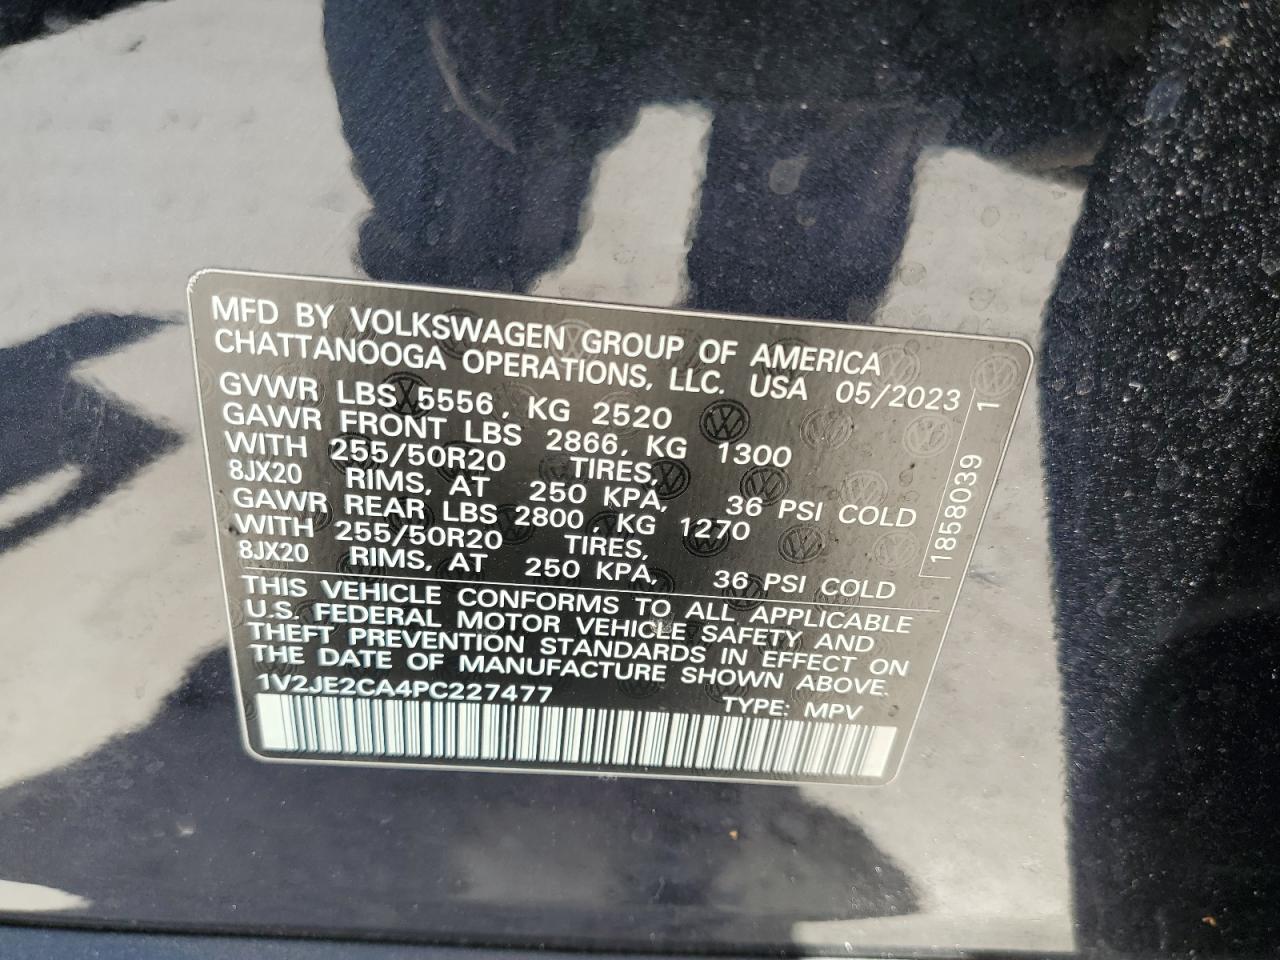 MFD BY VOLKSWAGEN GROUP OF AMERICA
CHATTANOOGA OPERATIONS, LLC. USA 05/2023
GVWR LBS 5556, KG 2520
GAWR FRONT LBS 2866, KG 1300
WITH 255/50R20 TIRES,
8JX20 RIMS, AT 250 KPA, 36 PSI COLD
GAWR REAR LBS 2800, KG 1270
WITH 255/50R20 TIRES,
8JX20 RIMS, AT 250 KPA, 36 PSI COLD
1858039 1
THIS VEHICLE CONFORMS TO ALL APPLICABLE
U.S. FEDERAL MOTOR VEHICLE SAFETY AND
THEFT PREVENTION STANDARDS IN EFFECT ON
THE DATE OF MANUFACTURE SHOWN ABOVE.
1V2JE2CA4PC227477 TYPE: MPV